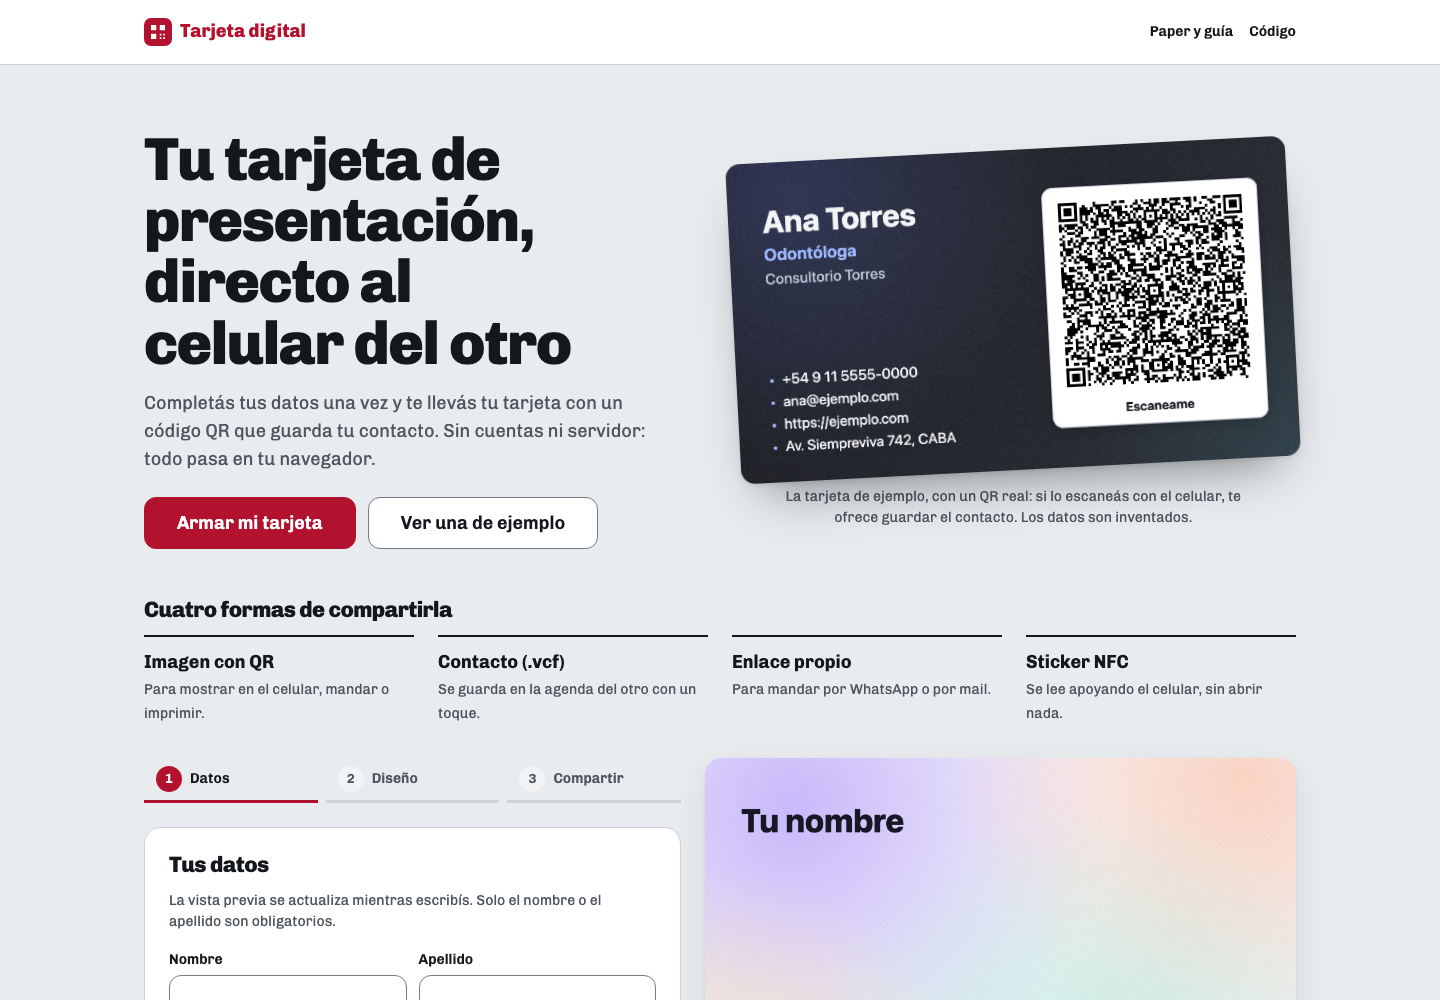 Tarjeta digital
Paper y guía
Código
Tu tarjeta de
presentación,
directo al
celular del otro
Completás tus datos una vez y te llevás tu tarjeta con un
código QR que guarda tu contacto. Sin cuentas ni servidor:
todo pasa en tu navegador.
Armar mi tarjeta
Ver una de ejemplo
Ana Torres
Odontóloga
Consultorio Torres
+54 9 11 5555-0000
ana@ejemplo.com
https://ejemplo.com
Av. Siempreviva 742, CABA
Escaneame
La tarjeta de ejemplo, con un QR real: si lo escaneás con el celular, te
ofrece guardar el contacto. Los datos son inventados.
Cuatro formas de compartirla
Imagen con QR
Para mostrar en el celular, mandar o
imprimir.
Contacto (.vcf)
Se guarda en la agenda del otro con un
toque.
Enlace propio
Para mandar por WhatsApp o por mail.
Sticker NFC
Se lee apoyando el celular, sin abrir
nada.
1 Datos
2 Diseño
3 Compartir
Tus datos
La vista previa se actualiza mientras escribís. Solo el nombre o el
apellido son obligatorios.
Nombre
Apellido
Tu nombre